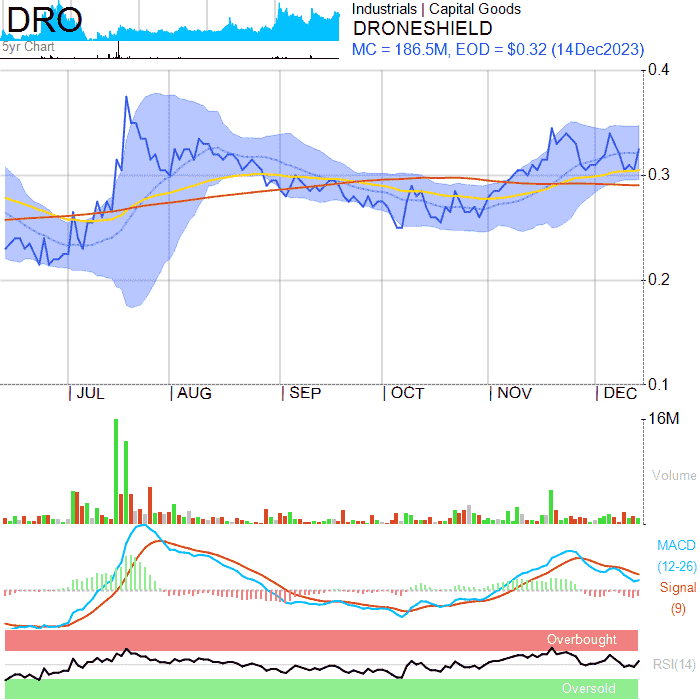 DRO
5yr Chart
Industrials | Capital Goods
DRONESHIELD
MC = 186.5M, EOD = $0.32 (14Dec2023)
0.4
0.3
0.2
0.1
JUL AUG SEP OCT NOV DEC
16M
Volume
MACD
(12-26)
Signal
(9)
Overbought
RSI(14)
Oversold